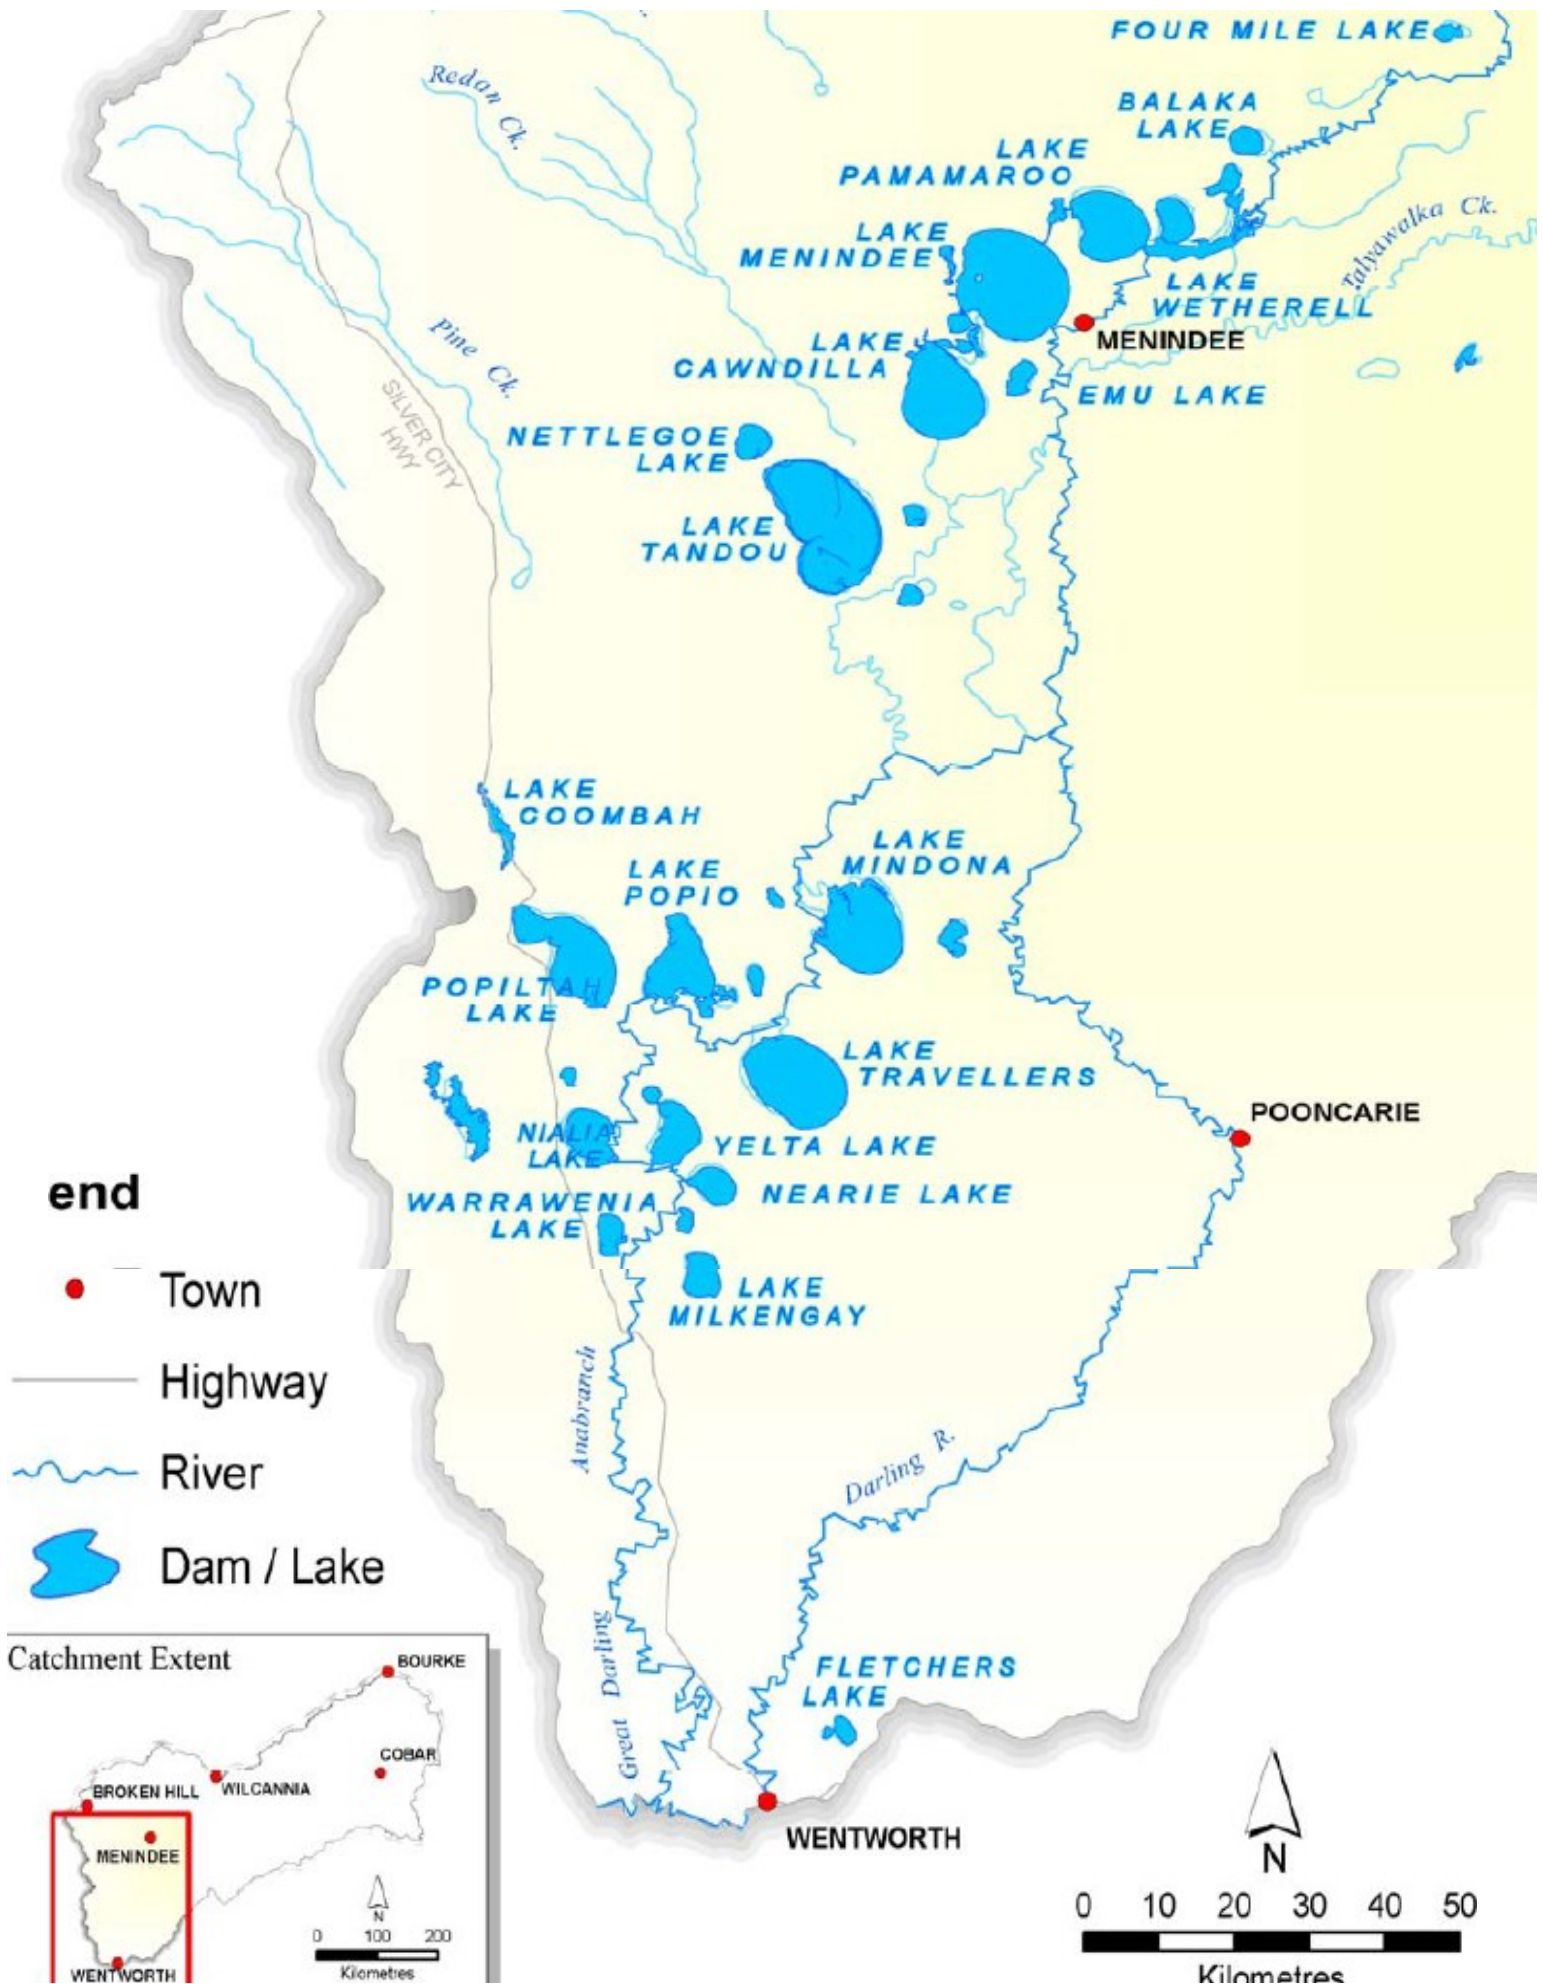 FOUR MILE LAKE
Redan Ck.
BALAKA
LAKE
LAKE
PAMAMAROO
Talyawalka Ck.
LAKE
MENINDEE
LAKE
WETHERELL
MENINDEE
Pine Ck.
LAKE
CAWNDILLA
EMU LAKE
SILVER CITY
HWY
NETTLEGOE
LAKE
LAKE
TANDOU
LAKE
COOMBAH
LAKE
MINDONA
LAKE
POPIO
POPILTAH
LAKE
LAKE
TRAVELLERS
POONCARIE
NIALIA
LAKE
YELTA LAKE
NEARIE LAKE
WARRAWENIA
LAKE
LAKE
MILKENGAY
end
Town
Highway
River
Dam / Lake
Great Darling Anabranch
Darling R.
FLETCHERS
LAKE
WENTWORTH
Catchment Extent
BOURKE
COBAR
BROKEN HILL
WILCANNIA
MENINDEE
WENTWORTH
N
0 100 200
Kilometres
N
0 10 20 30 40 50
Kilometres